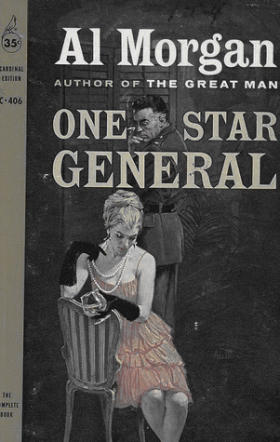 35¢
CARDINAL
EDITION
C-406
Al Morgan
AUTHOR OF THE GREAT MAN
ONE STAR
GENERAL
THE
COMPLETE
BOOK